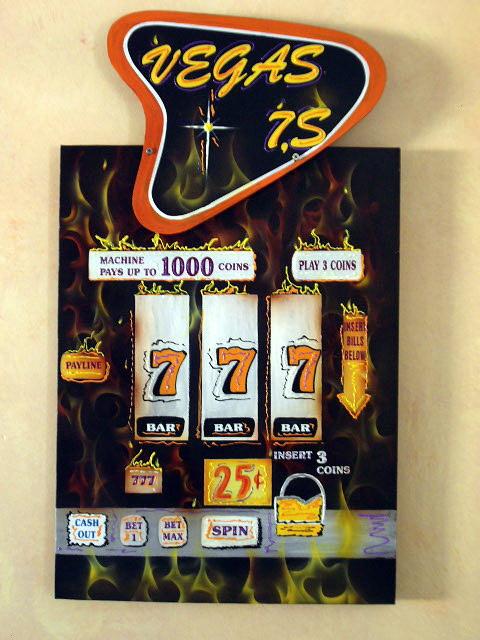 VEGAS
7,S
MACHINE
PAYS UP TO 1000 COINS
PLAY 3 COINS
INSERT
BILLS
BELOW
PAYLINE
7 7 7
BAR BAR BAR
INSERT 3
COINS
777
25¢
CASH
OUT
BET
1
BET
MAX
SPIN